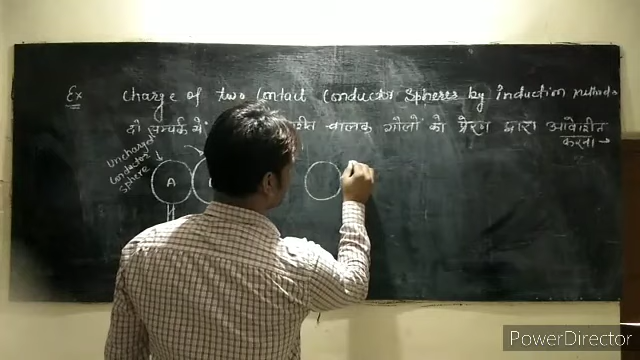 Ex Charge of two Contact Conductor Spheres by induction methode
दो सम्पर्क में चालक गोलों को प्रेरण द्वारा आवेशित
करना →
Uncharged
Conductor
Sphere
A
PowerDirector